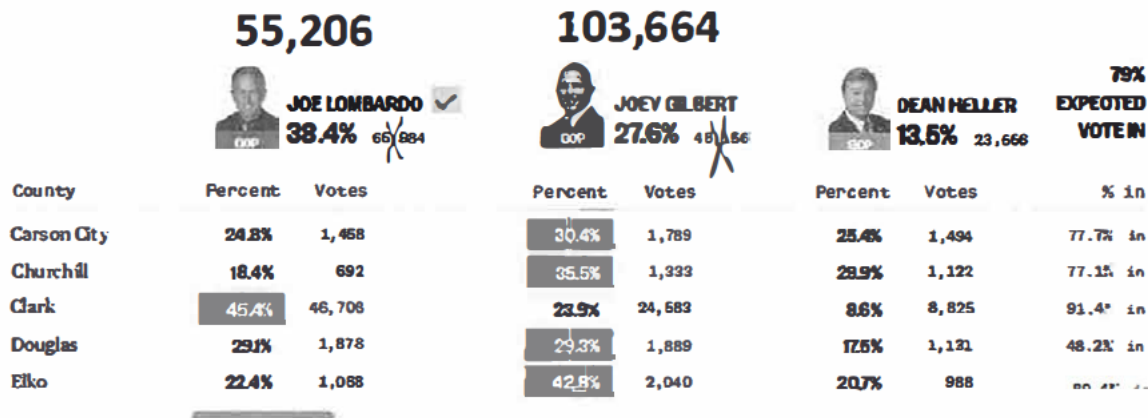 55,206 103,664
79%
JOE LOMBARDO JOEY GILBERT DEAN HELLER EXPECTED
38.4% 27.6% 13.5% 23,666 VOTE IN
GOP GOP GOP
County Percent Votes Percent Votes Percent Votes % in
Carson City 24.8% 1,458 30.4% 1,789 25.4% 1,494 77.7% in
Churchill 18.4% 692 35.5% 1,333 29.9% 1,122 77.1% in
Clark 45.4% 46,706 23.9% 24,583 8.6% 8,825 91.4% in
Douglas 29.1% 1,878 29.3% 1,889 17.5% 1,131 48.2% in
Elko 22.4% 1,068 42.8% 2,040 20.7% 988